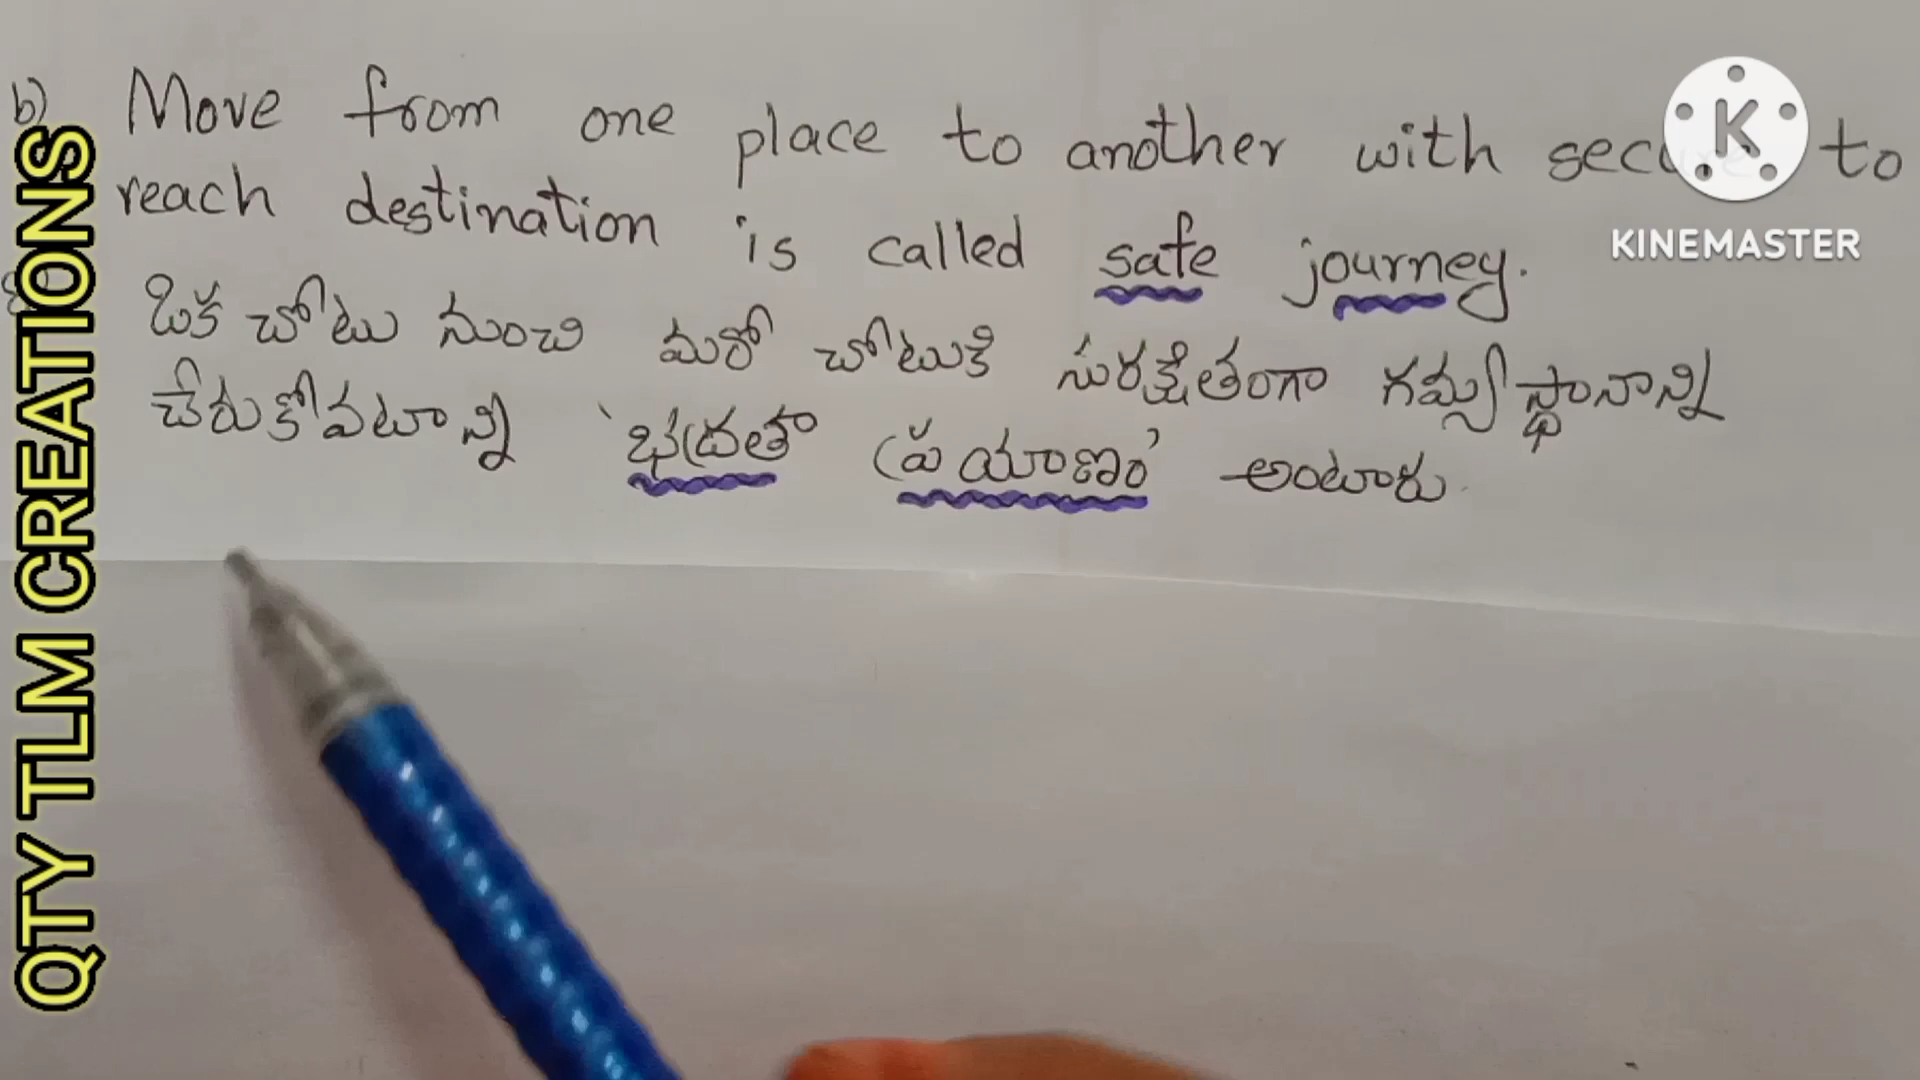 b) Move from one place to another with secure to
reach destination is called safe journey.
ఒక చోటు నుంచి మరో చోటుకి సురక్షితంగా గమ్యస్థానాన్ని
చేరుకోవటాన్ని 'భద్రతా ప్రయాణం' అంటారు.
QTY TLM CREATIONS
K
KINEMASTER